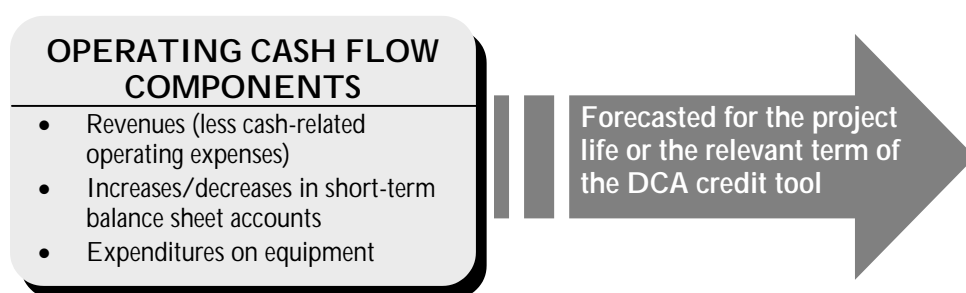 OPERATING CASH FLOW
COMPONENTS
• Revenues (less cash-related
operating expenses)
• Increases/decreases in short-term
balance sheet accounts
• Expenditures on equipment
Forecasted for the project
life or the relevant term of
the DCA credit tool